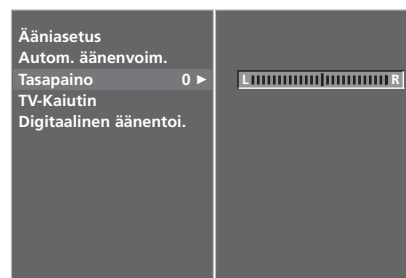 Ääniasetus
Autom. äänenvoim.
Tasapaino 0 ►
L R
TV-Kaiutin
Digitaalinen äänentoi.